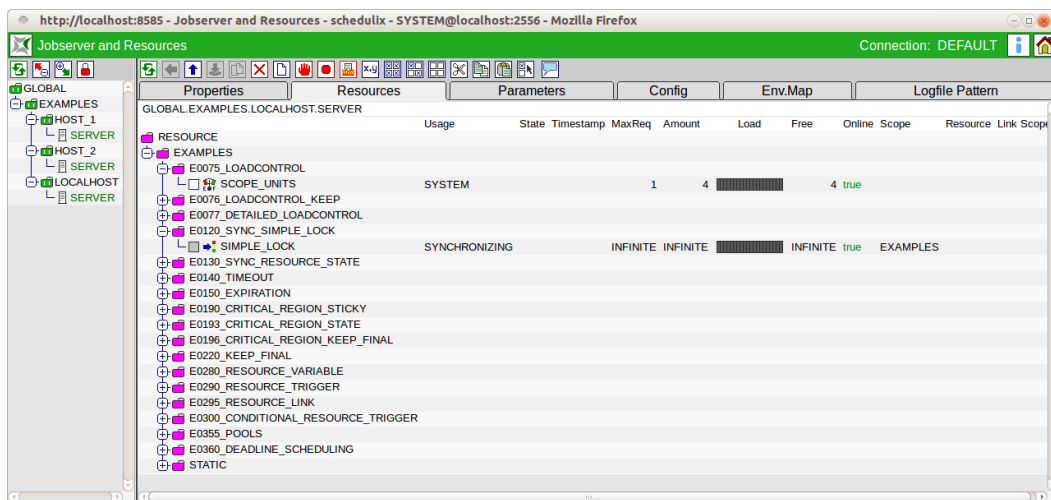 http://localhost:8585 - Jobserver and Resources - schedulix - SYSTEM@localhost:2556 - Mozilla Firefox
Jobserver and Resources Connection: DEFAULT
x.y
GLOBAL
EXAMPLES
HOST_1
SERVER
HOST_2
SERVER
LOCALHOST
SERVER
Properties Resources Parameters Config Env.Map Logfile Pattern
GLOBAL.EXAMPLES.LOCALHOST.SERVER
Usage State Timestamp MaxReq Amount Load Free Online Scope Resource Link Scope
RESOURCE
EXAMPLES
E0075_LOADCONTROL
SCOPE_UNITS SYSTEM 1 4 4 true
E0076_LOADCONTROL_KEEP
E0077_DETAILED_LOADCONTROL
E0120_SYNC_SIMPLE_LOCK
SIMPLE_LOCK SYNCHRONIZING INFINITE INFINITE INFINITE true EXAMPLES
E0130_SYNC_RESOURCE_STATE
E0140_TIMEOUT
E0150_EXPIRATION
E0190_CRITICAL_REGION_STICKY
E0193_CRITICAL_REGION_STATE
E0196_CRITICAL_REGION_KEEP_FINAL
E0220_KEEP_FINAL
E0280_RESOURCE_VARIABLE
E0290_RESOURCE_TRIGGER
E0295_RESOURCE_LINK
E0300_CONDITIONAL_RESOURCE_TRIGGER
E0355_POOLS
E0360_DEADLINE_SCHEDULING
STATIC